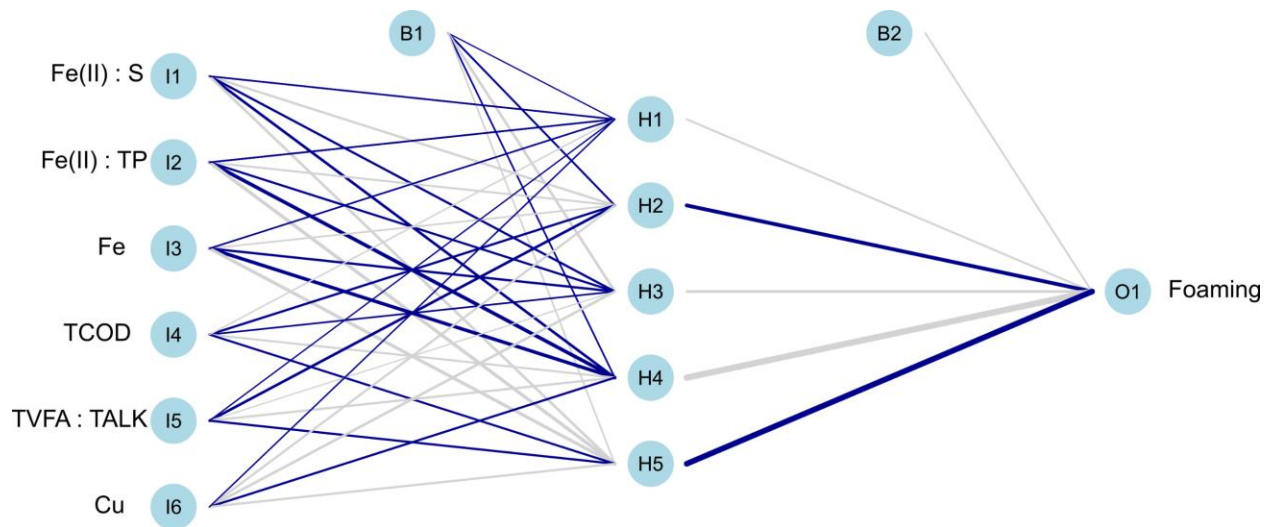 B1
B2
Fe(II) : S I1
H1
Fe(II) : TP I2
H2
Fe I3
H3
O1 Foaming
TCOD I4
H4
TVFA : TALK I5
H5
Cu I6